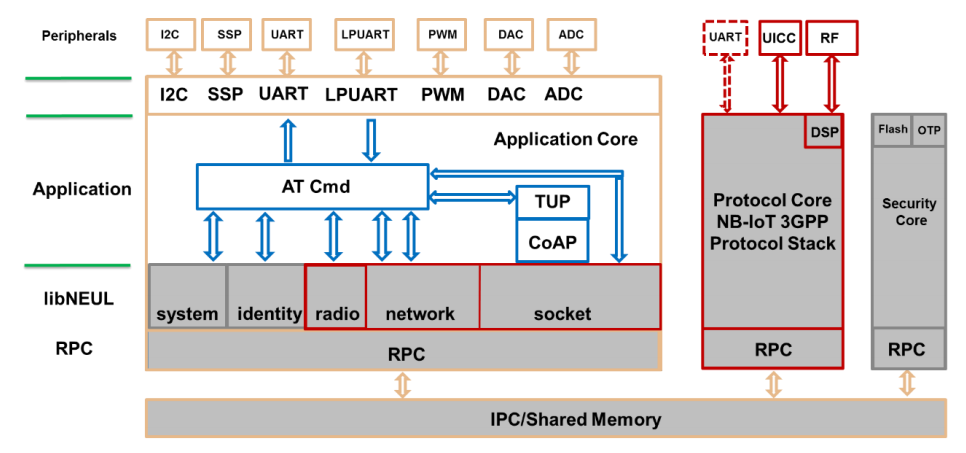 Peripherals
I2C
SSP
UART
LPUART
PWM
DAC
ADC
UART
UICC
RF
I2C SSP UART LPUART PWM DAC ADC
Application Core
DSP
Flash
OTP
Application
AT Cmd
TUP
CoAP
Protocol Core
NB-IoT 3GPP
Protocol Stack
Security
Core
libNEUL
system
identity
radio
network
socket
RPC
RPC
RPC
RPC
IPC/Shared Memory